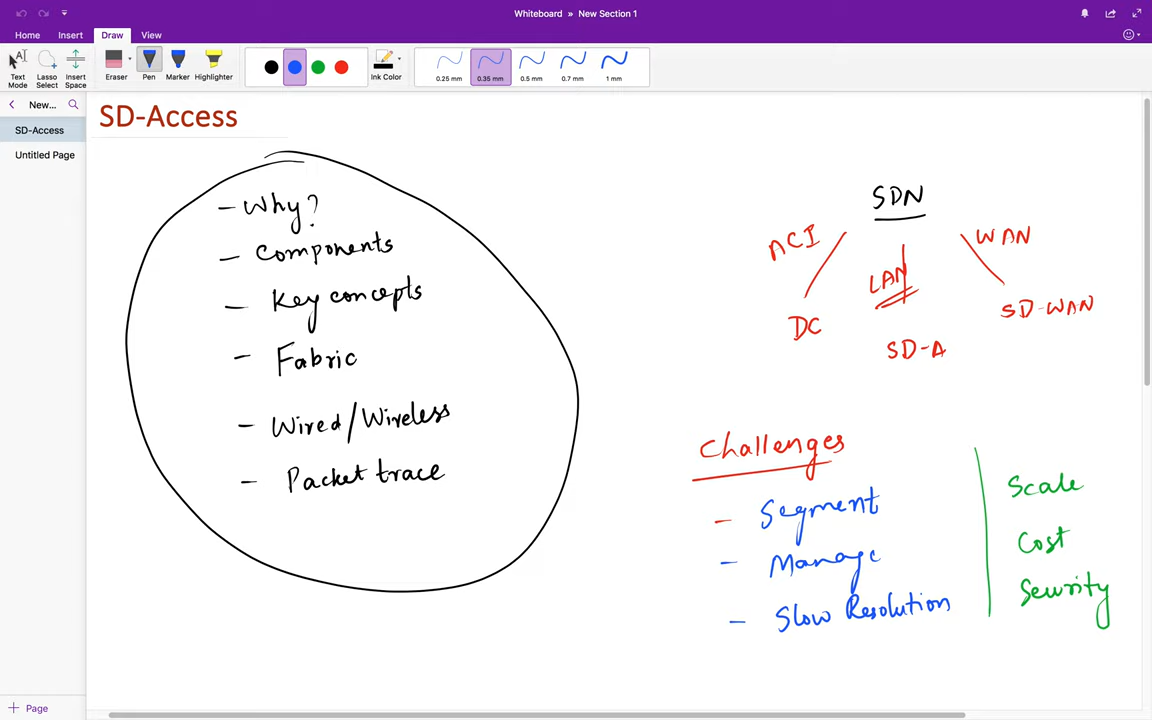 Whiteboard » New Section 1
Home Insert Draw View
Text Mode
Lasso Select
Insert Space
Eraser
Pen
Marker
Highlighter
Ink Color
0.25 mm
0.35 mm
0.5 mm
0.7 mm
1 mm
New...
SD-Access
Untitled Page
+ Page
SD-Access
- Why?
- Components
- Key concepts
- Fabric
- Wired/Wireless
- Packet trace
SDN
ACI
LAN
WAN
DC
SD-A
SD-WAN
Challenges
- Segment
- Manage
- Slow Resolution
Scale
Cost
Security